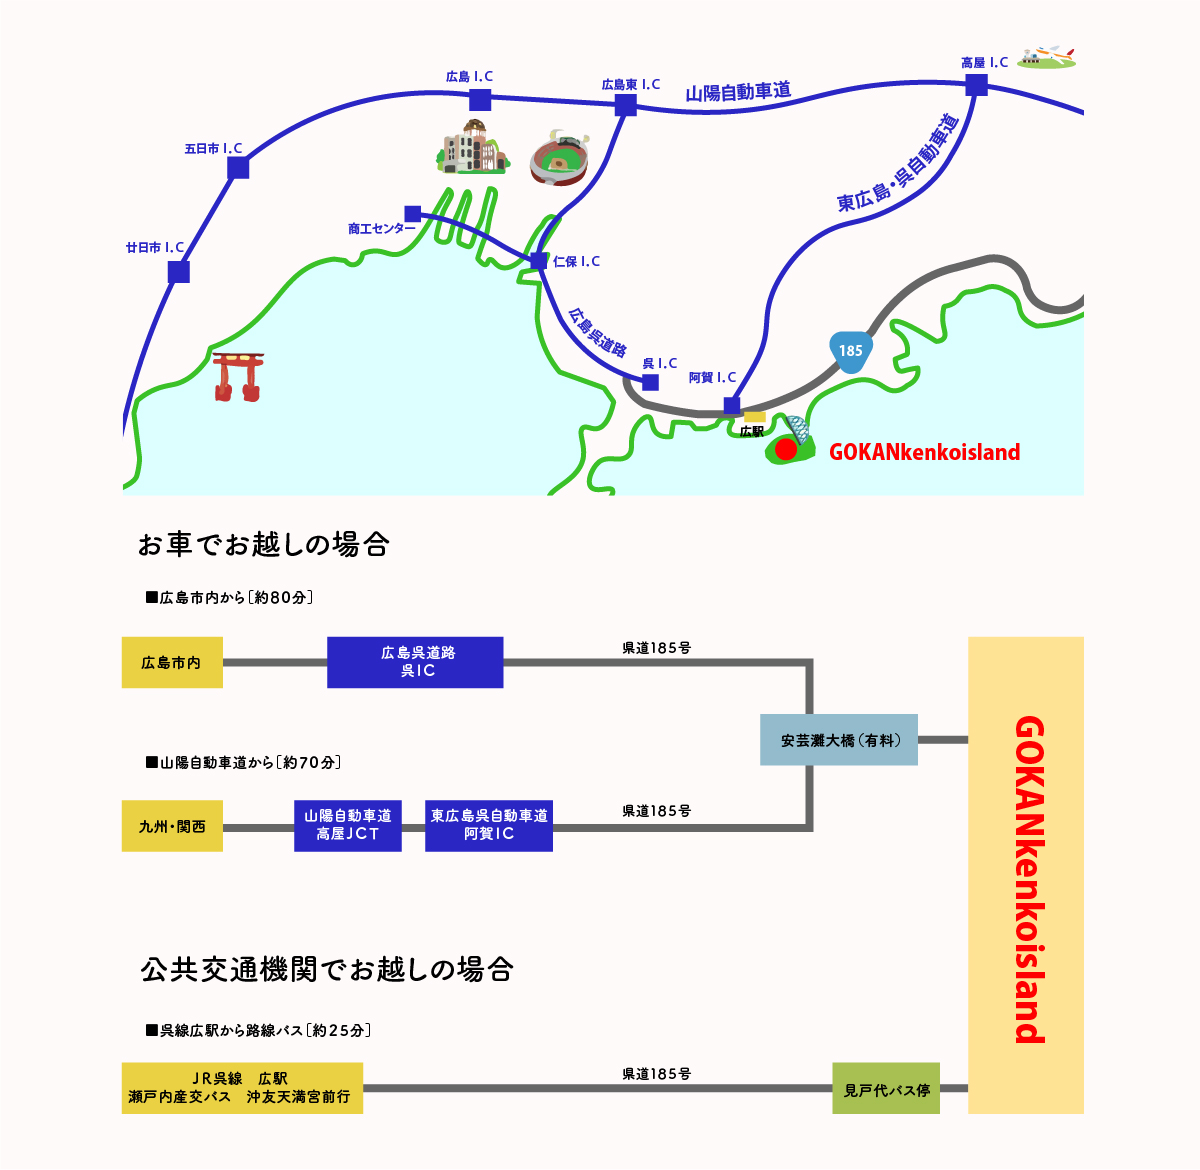 高屋 I.C
広島 I.C
広島東 I.C
山陽自動車道
五日市 I.C
東広島・呉自動車道
商工センター
廿日市 I.C
仁保 I.C
広島呉道路
185
呉 I.C
阿賀 I.C
広駅
GOKANkenkoisland
お車でお越しの場合
■広島市内から[約80分]
広島市内
広島呉道路
呉IC
県道185号
安芸灘大橋（有料）
■山陽自動車道から[約70分]
九州・関西
山陽自動車道
高屋JCT
東広島呉自動車道
阿賀IC
県道185号
GOKANkenkoisland
公共交通機関でお越しの場合
■呉線広駅から路線バス[約25分]
JR呉線　広駅
瀬戸内産交バス　沖友天満宮前行
県道185号
見戸代バス停